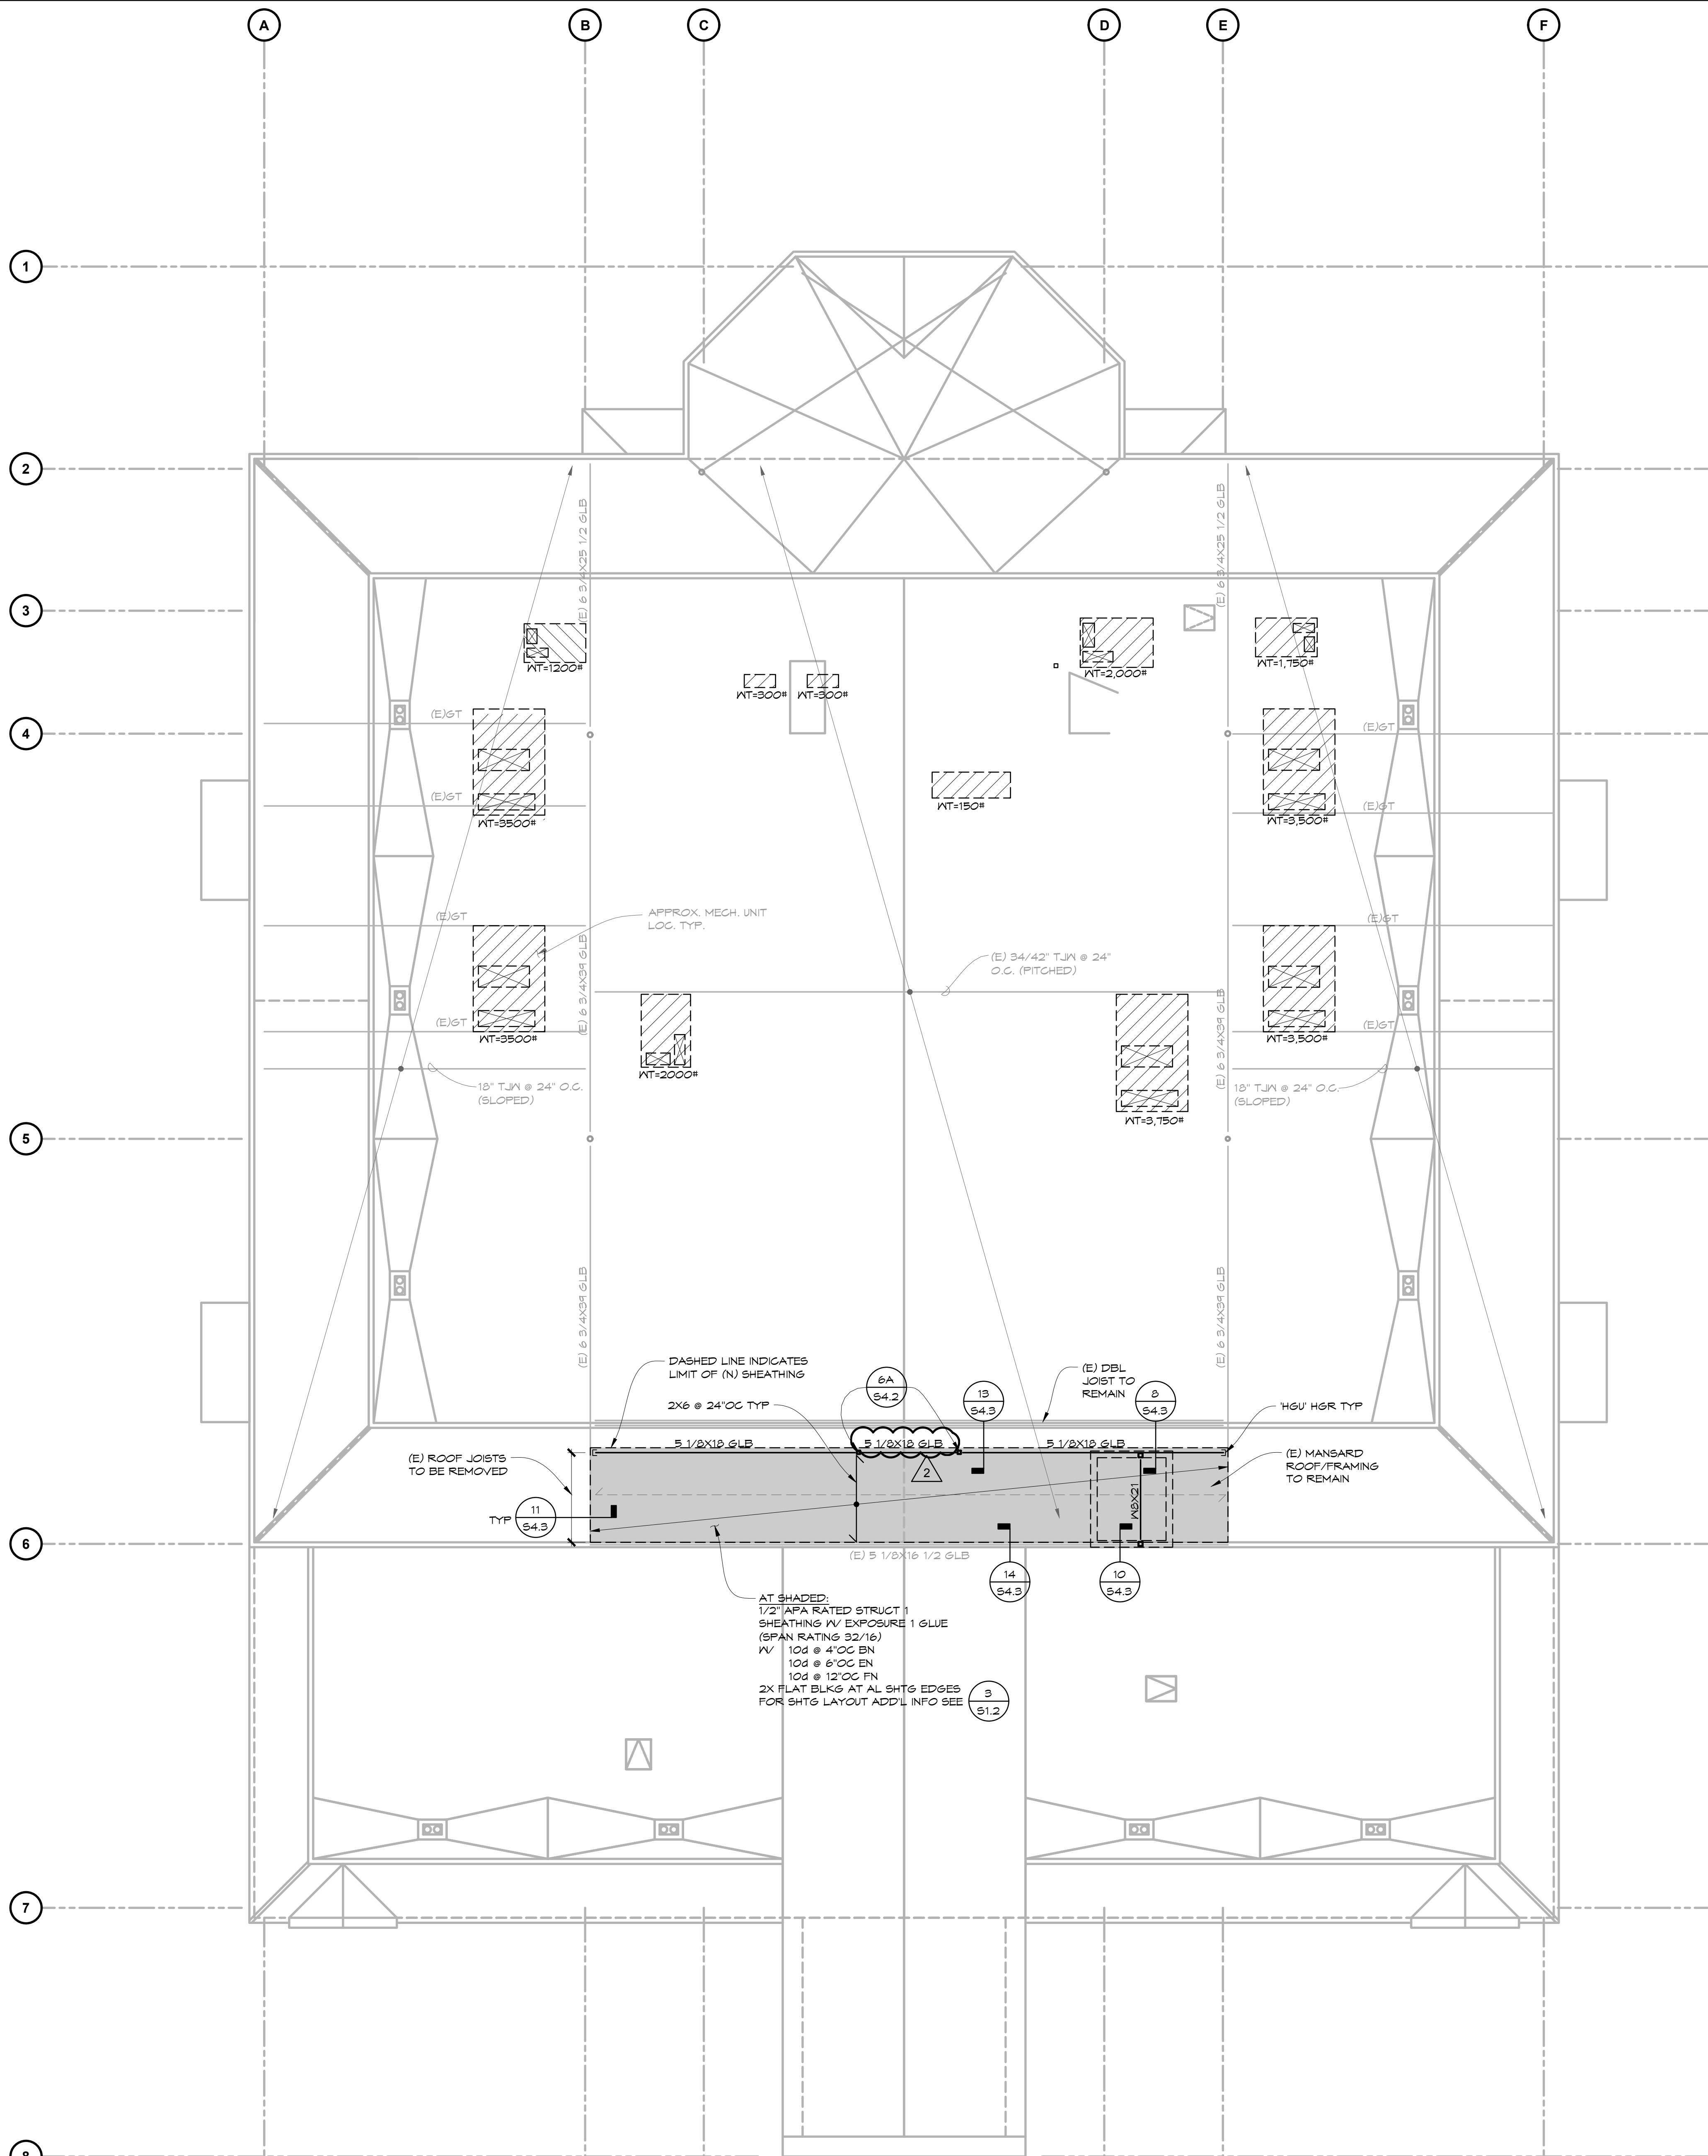 A
B
C
D
E
F
1
2
(E) 6 3/4X25 1/2 GLB
(E) 6 3/4X25 1/2 GLB
3
WT=1200#
WT=300#
WT=300#
WT=2,000#
WT=1,750#
4
(E)GT
(E)GT
(E)GT
(E)GT
WT=150#
WT=3500#
WT=3,500#
APPROX. MECH. UNIT
LOC. TYP.
(E)GT
(E)GT
(E) 6 3/4X39 GLB
(E) 34/42" TJW @ 24"
O.C. (PITCHED)
(E) 6 3/4X39 GLB
(E)GT
(E)GT
WT=3500#
WT=3,500#
WT=2000#
18" TJW @ 24" O.C.
(SLOPED)
18" TJW @ 24" O.C.
(SLOPED)
WT=3,750#
5
(E) 6 3/4X39 GLB
(E) 6 3/4X39 GLB
DASHED LINE INDICATES
LIMIT OF (N) SHEATHING
6A
S4.2
(E) DBL
JOIST TO
REMAIN
13
S4.3
8
S4.3
2X6 @ 24"OC TYP
'HGU' HGR TYP
5 1/8X18 GLB
5 1/8X18 GLB
5 1/8X18 GLB
(E) ROOF JOISTS
TO BE REMOVED
2
(E) MANSARD
ROOF/FRAMING
TO REMAIN
W8X21
TYP
11
S4.3
6
(E) 5 1/8X16 1/2 GLB
14
S4.3
10
S4.3
AT SHADED:
1/2" APA RATED STRUCT 1
SHEATHING W/ EXPOSURE 1 GLUE
(SPAN RATING 32/16)
W/ 10d @ 4"OC BN
10d @ 6"OC EN
10d @ 12"OC FN
2X FLAT BLKG AT AL SHTG EDGES
FOR SHTG LAYOUT ADD'L INFO SEE
3
S1.2
7
8